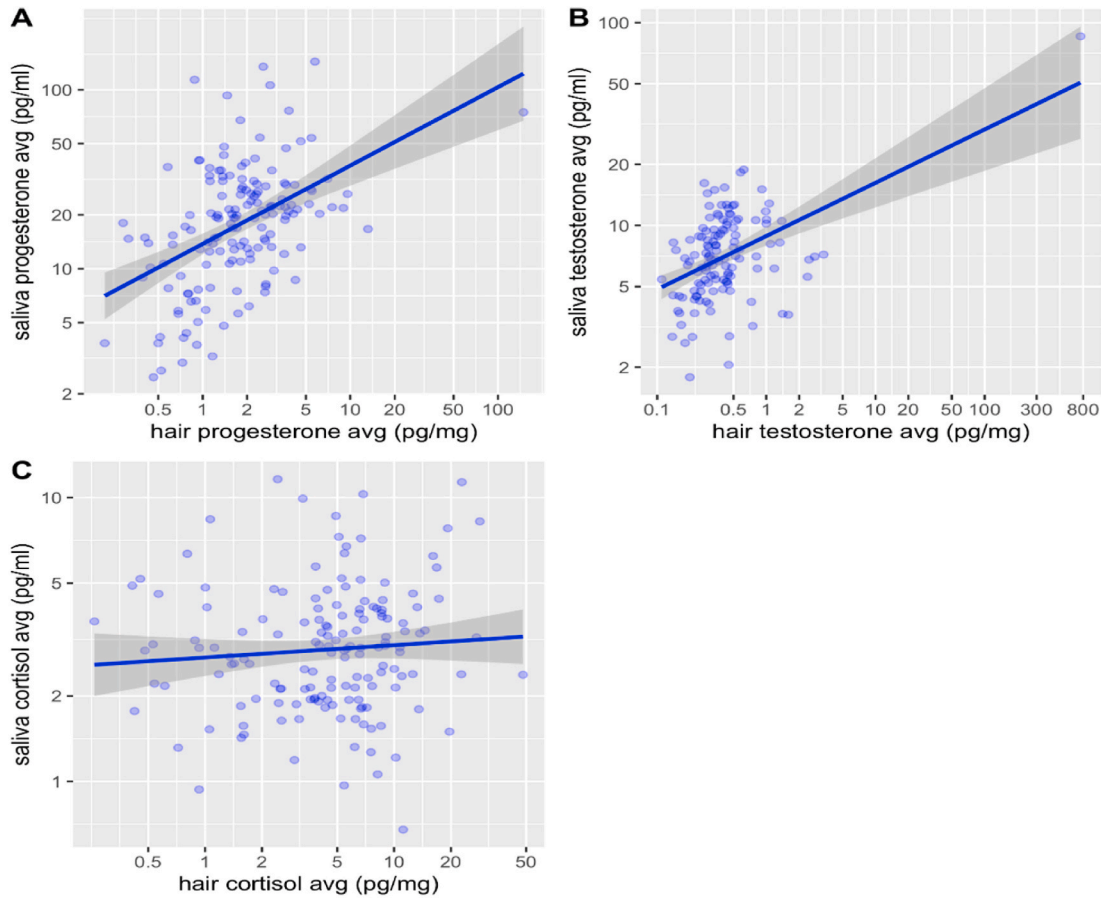 A
saliva progesterone avg (pg/ml)
100
50
20
10
5
2
0.5 1 2 5 10 20 50 100
hair progesterone avg (pg/mg)
B
saliva testosterone avg (pg/ml)
100
50
20
10
5
2
0.1 0.5 1 2 5 10 20 50 100 300 800
hair testosterone avg (pg/mg)
C
saliva cortisol avg (pg/ml)
10
5
2
1
0.5 1 2 5 10 20 50
hair cortisol avg (pg/mg)